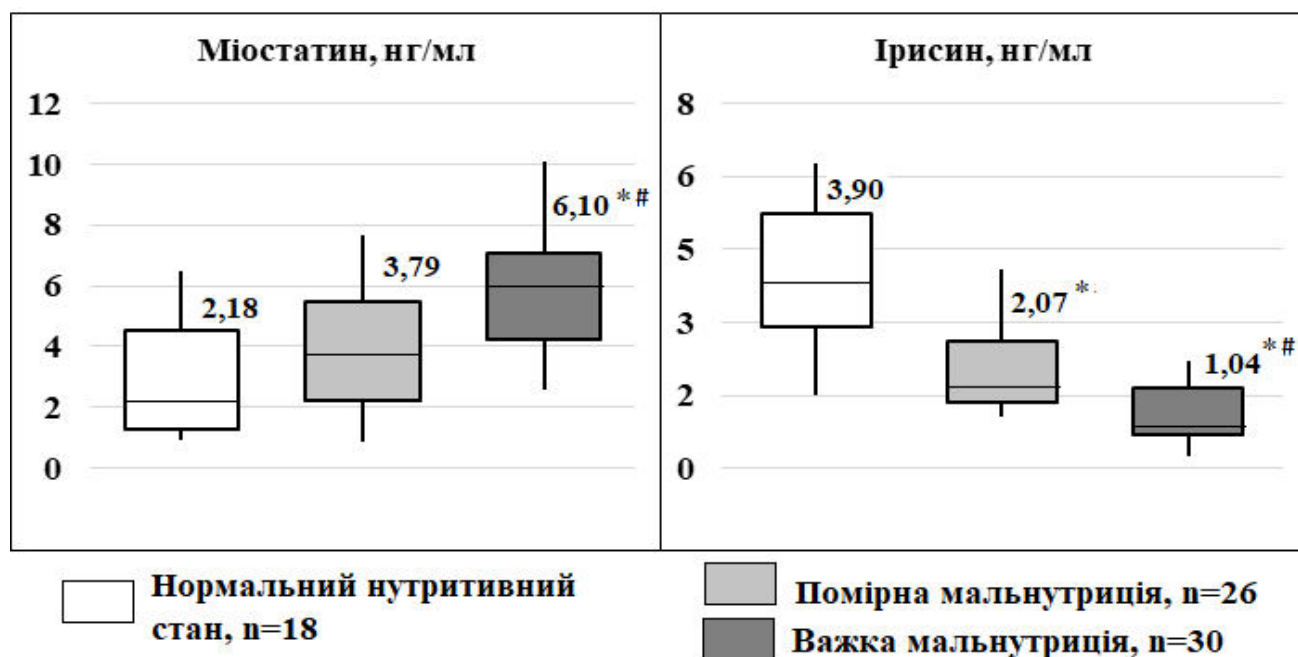 Міостатин, нг/мл
12
10
8
6
4
2
0
2,18
3,79
6,10 * #
Ірисин, нг/мл
8
6
5
3
2
0
3,90
2,07 *
1,04 * #
Нормальний нутритивний
стан, n=18
Помірна мальнутриція, n=26
Важка мальнутриція, n=30